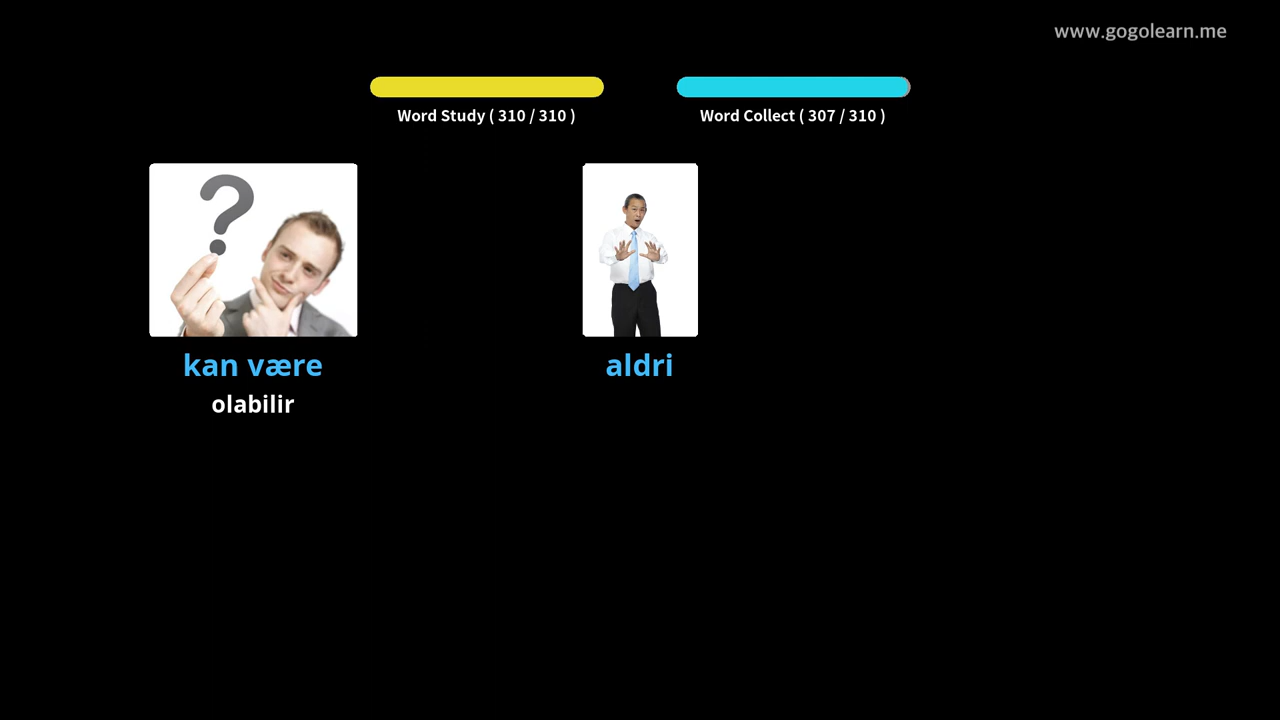 www.gogolearn.me
Word Study ( 310 / 310 )
Word Collect ( 307 / 310 )
?
kan være
aldri
olabilir